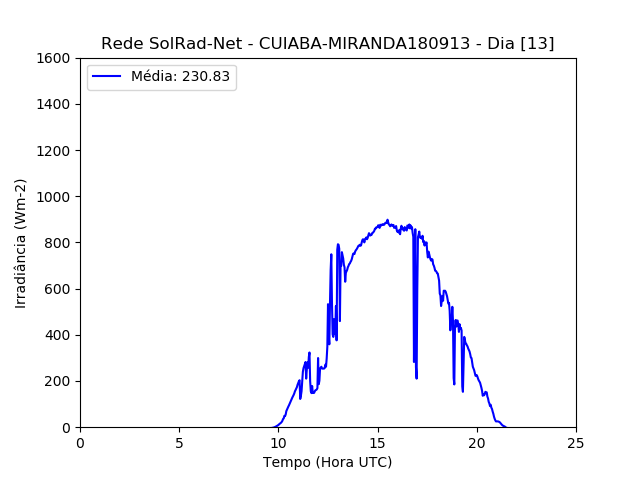 Rede SolRad-Net - CUIABA-MIRANDA180913 - Dia [13]
Média: 230.83
1600
1400
1200
1000
800
600
400
200
0
Irradiância (Wm-2)
0 5 10 15 20 25
Tempo (Hora UTC)